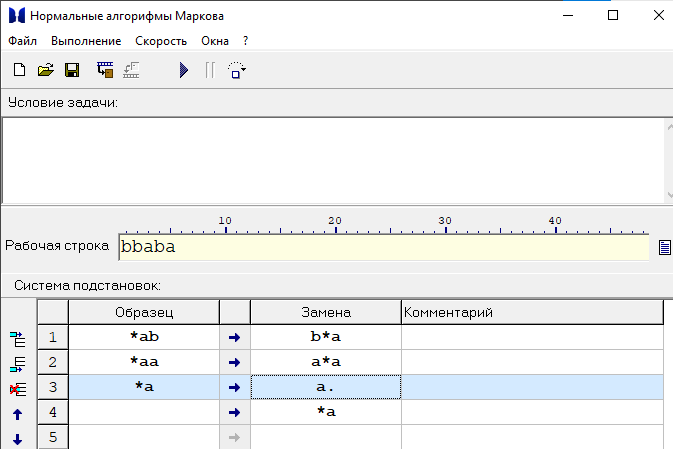 Нормальные алгорифмы Маркова
Файл Выполнение Скорость Окна ?
Условие задачи:
10 20 30 40
Рабочая строка bbaba
Система подстановок:
Образец Замена Комментарий
1 *ab → b*a
2 *aa → a*a
3 *a → a.
4 → *a
5 →